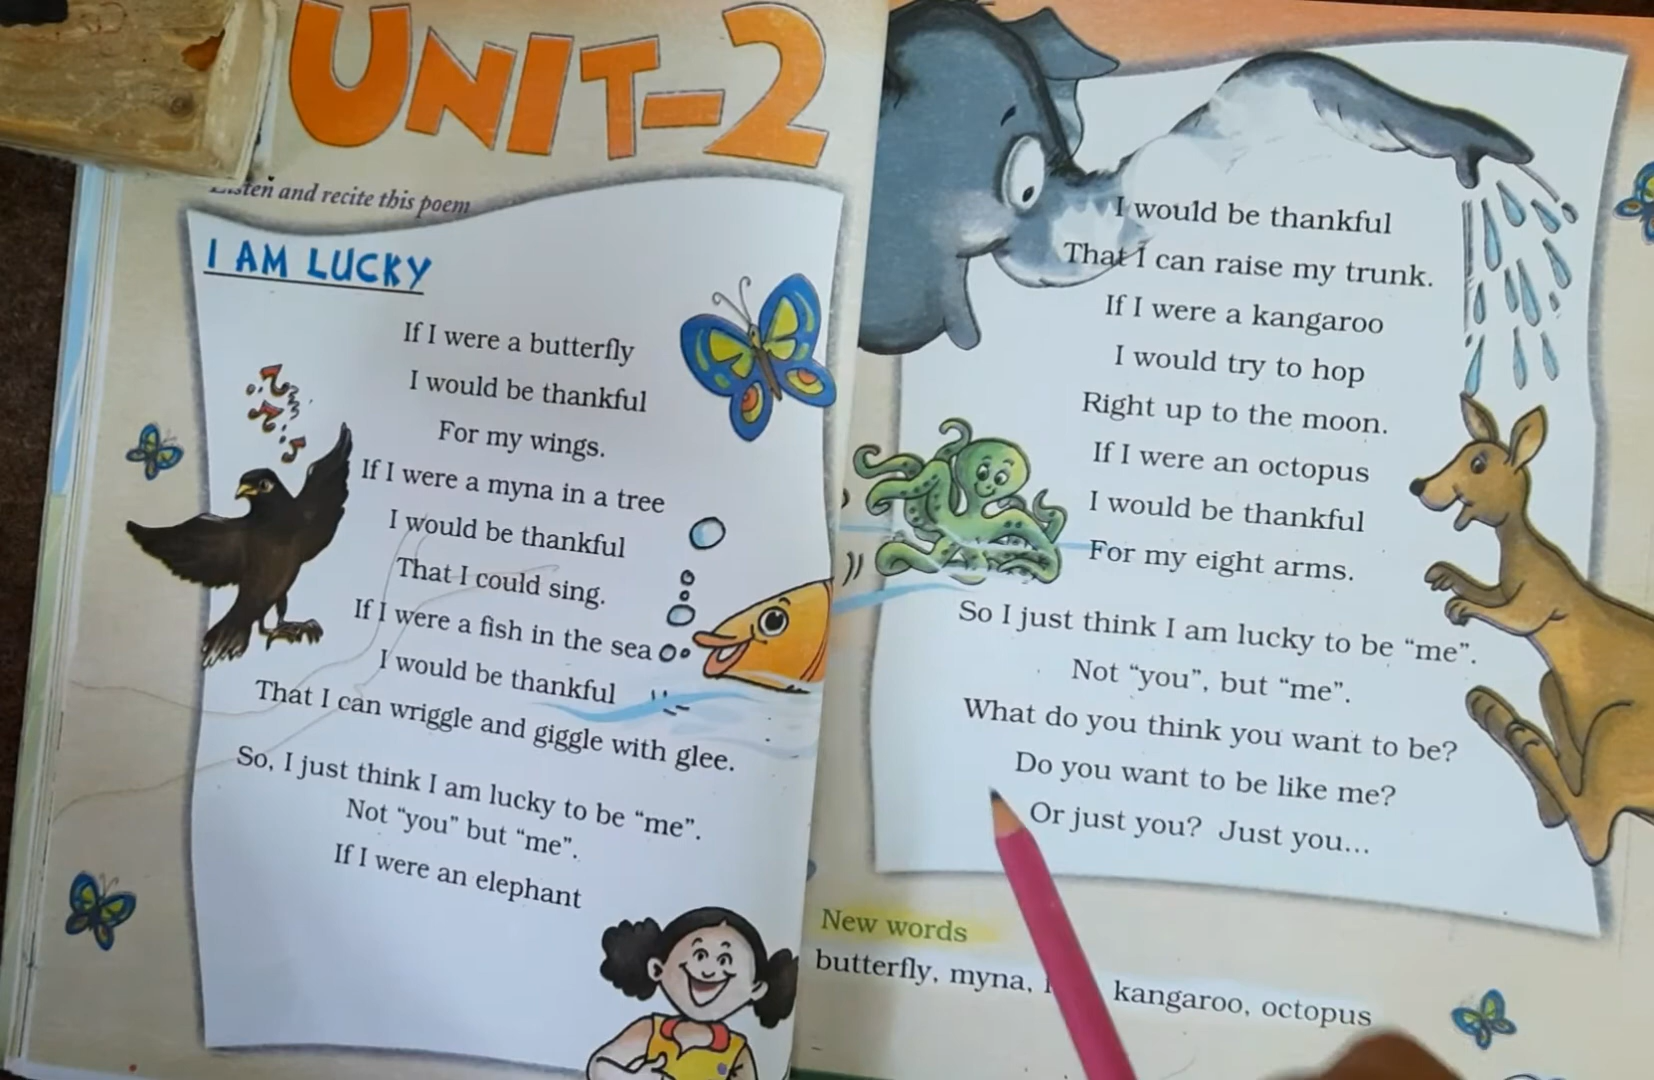 UNIT-2
Listen and recite this poem
I AM LUCKY
If I were a butterfly
I would be thankful
For my wings.
If I were a myna in a tree
I would be thankful
That I could sing.
If I were a fish in the sea
I would be thankful
That I can wriggle and giggle with glee.
So, I just think I am lucky to be “me”.
Not “you” but “me”.
If I were an elephant
I would be thankful
That I can raise my trunk.
If I were a kangaroo
I would try to hop
Right up to the moon.
If I were an octopus
I would be thankful
For my eight arms.
So I just think I am lucky to be “me”.
Not “you”, but “me”.
What do you think you want to be?
Do you want to be like me?
Or just you? Just you...
New words
butterfly, myna, kangaroo, octopus